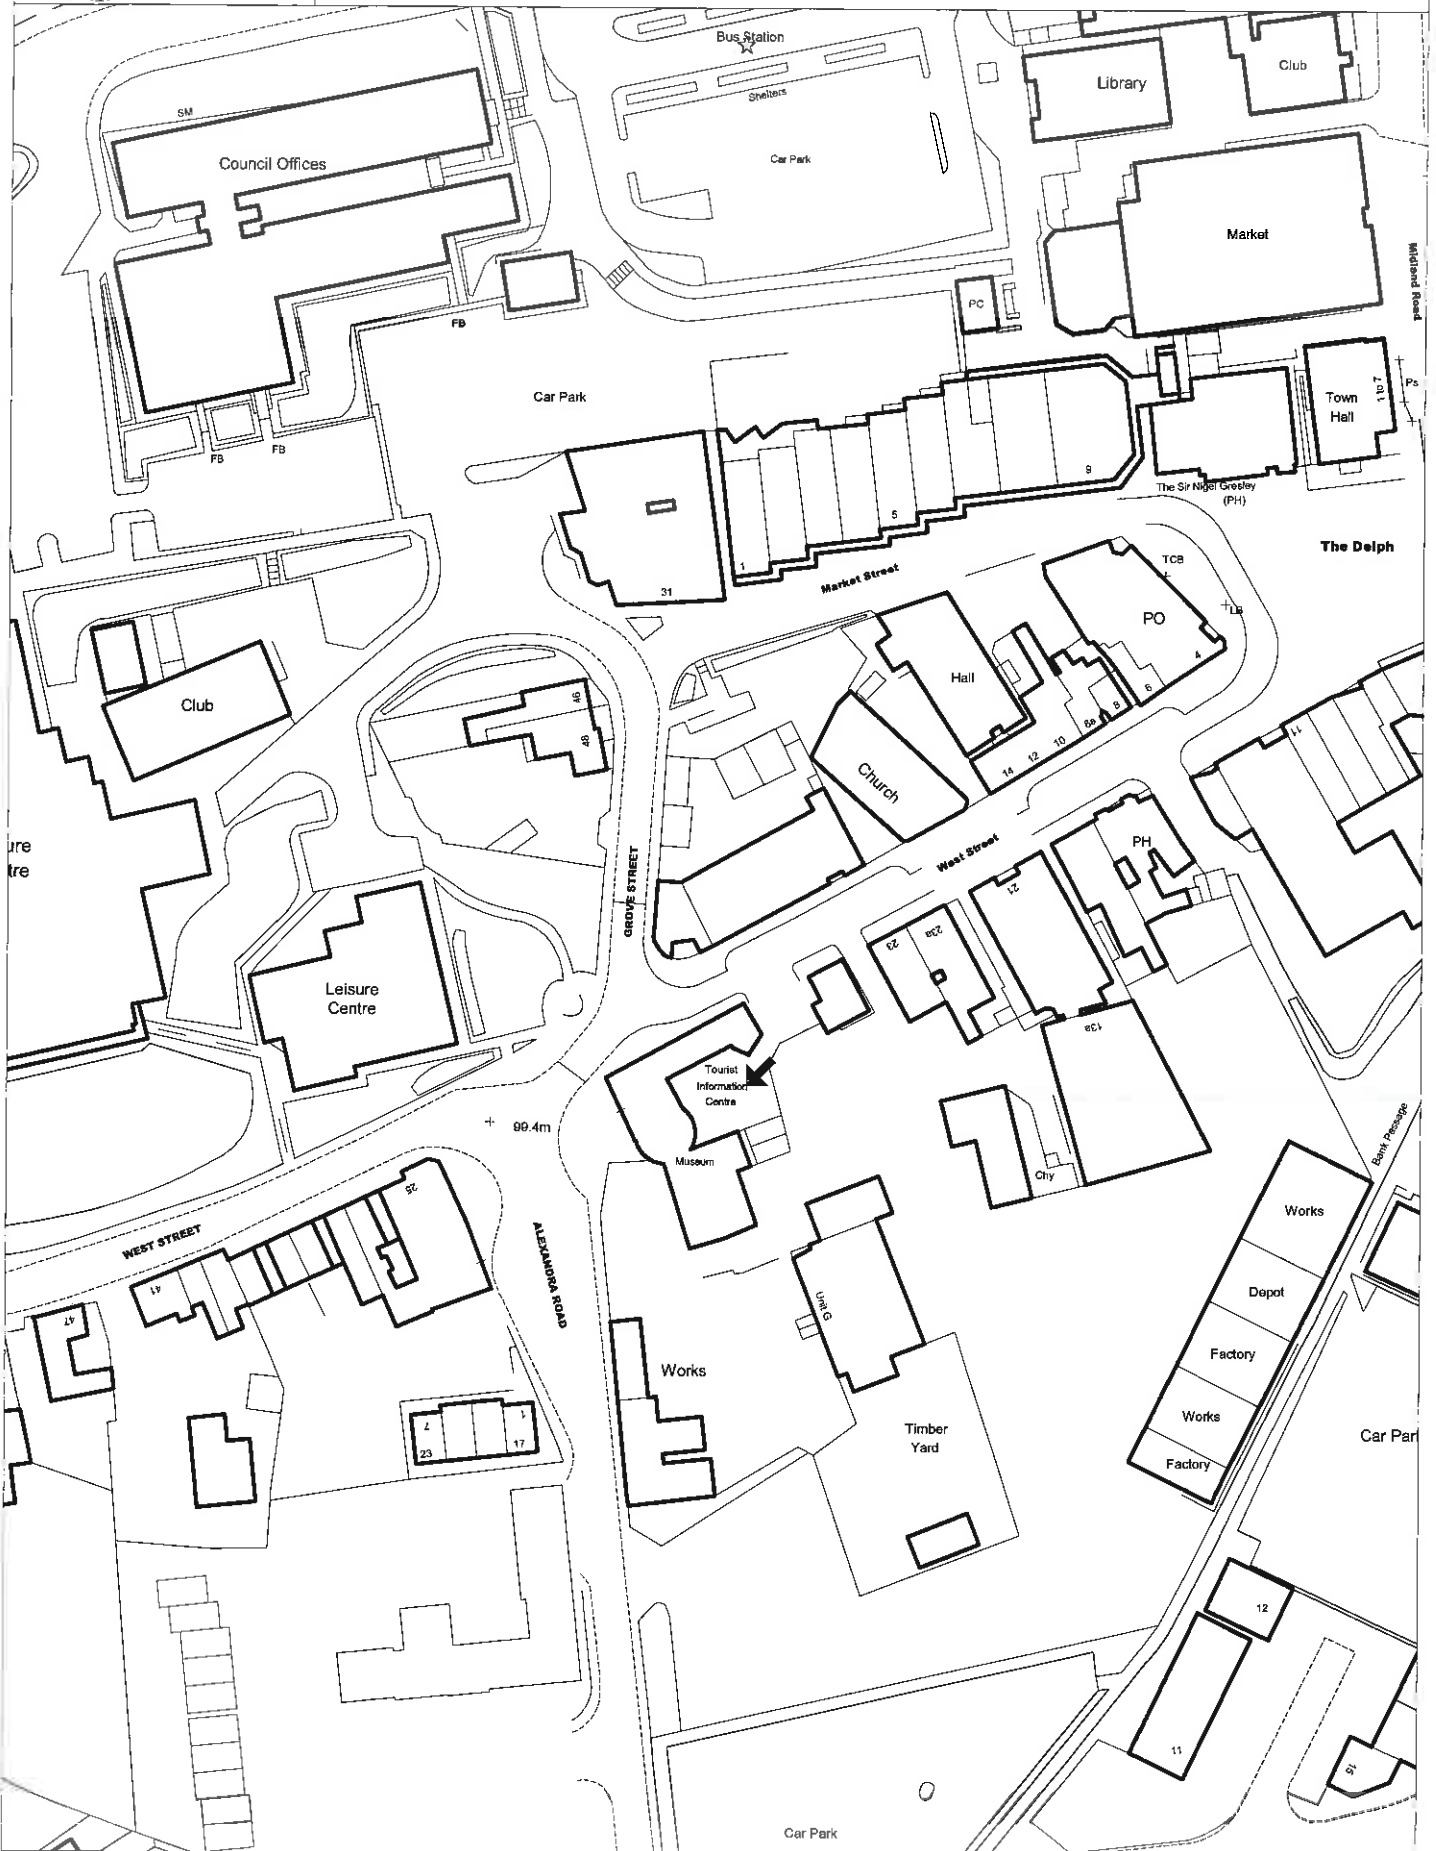 Bus Station
Shelters
Library
Club
SM
Council Offices
Car Park
Market
Midland Road
PC
FB
Car Park
Town
Hall
1 to 7
Ps
FB
FB
9
5
The Sir Nigel Gresley
(PH)
The Delph
1
31
Market Street
TCB
LB
PO
4
6
8
8a
10
12
14
Hall
Club
46
48
11
Church
ure
tre
West Street
PH
21
GROVE STREET
23
23a
Leisure
Centre
13a
Tourist
Information
Centre
99.4m
Museum
Bank Passage
Chy
25
WEST STREET
ALEXANDRA ROAD
Works
41
Depot
47
Unit G
Factory
Works
Works
Factory
7
1
23
17
Timber
Yard
Car Par
12
11
15
Car Park